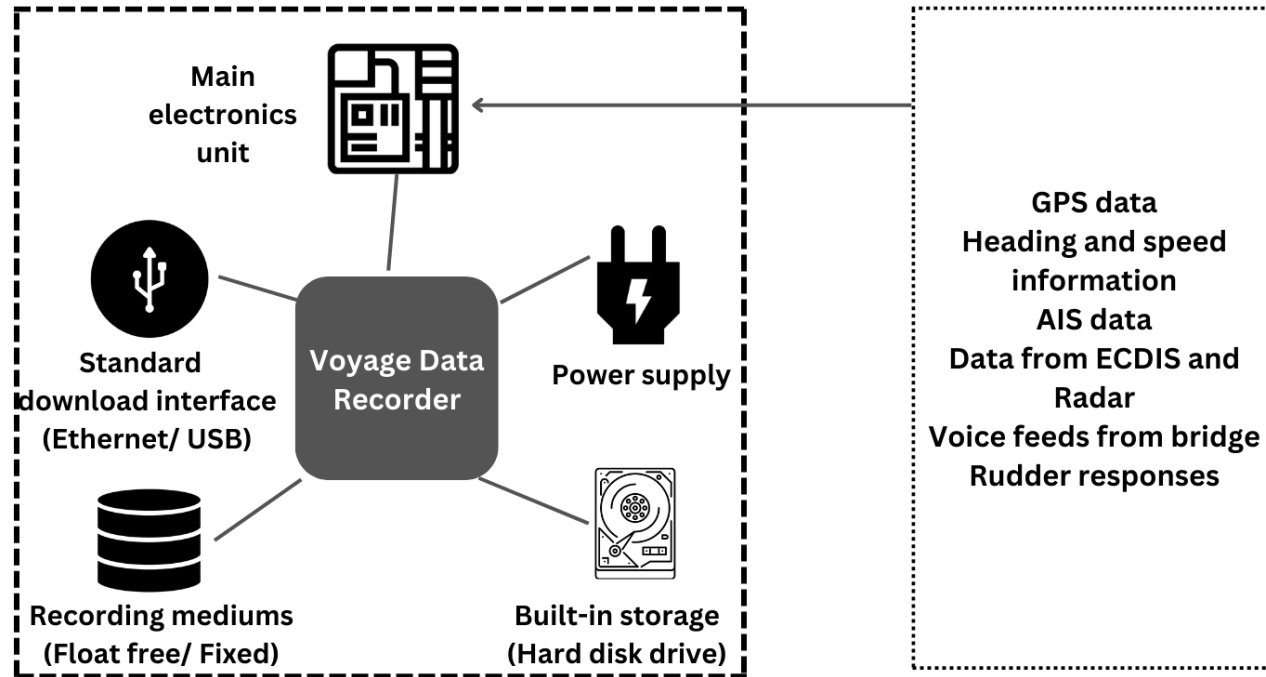 Main
electronics
unit
Standard
download interface
(Ethernet/ USB)
Voyage Data
Recorder
Power supply
Recording mediums
(Float free/ Fixed)
Built-in storage
(Hard disk drive)
GPS data
Heading and speed
information
AIS data
Data from ECDIS and
Radar
Voice feeds from bridge
Rudder responses